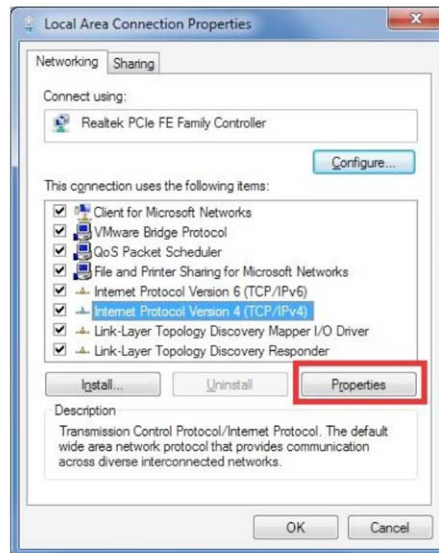 Local Area Connection Properties
Networking
Sharing
Connect using:
Realtek PCIe FE Family Controller
Configure...
This connection uses the following items:
Client for Microsoft Networks
VMware Bridge Protocol
QoS Packet Scheduler
File and Printer Sharing for Microsoft Networks
Internet Protocol Version 6 (TCP/IPv6)
Internet Protocol Version 4 (TCP/IPv4)
Link-Layer Topology Discovery Mapper I/O Driver
Link-Layer Topology Discovery Responder
Install...
Uninstall
Properties
Description
Transmission Control Protocol/Internet Protocol. The default
wide area network protocol that provides communication
across diverse interconnected networks.
OK
Cancel